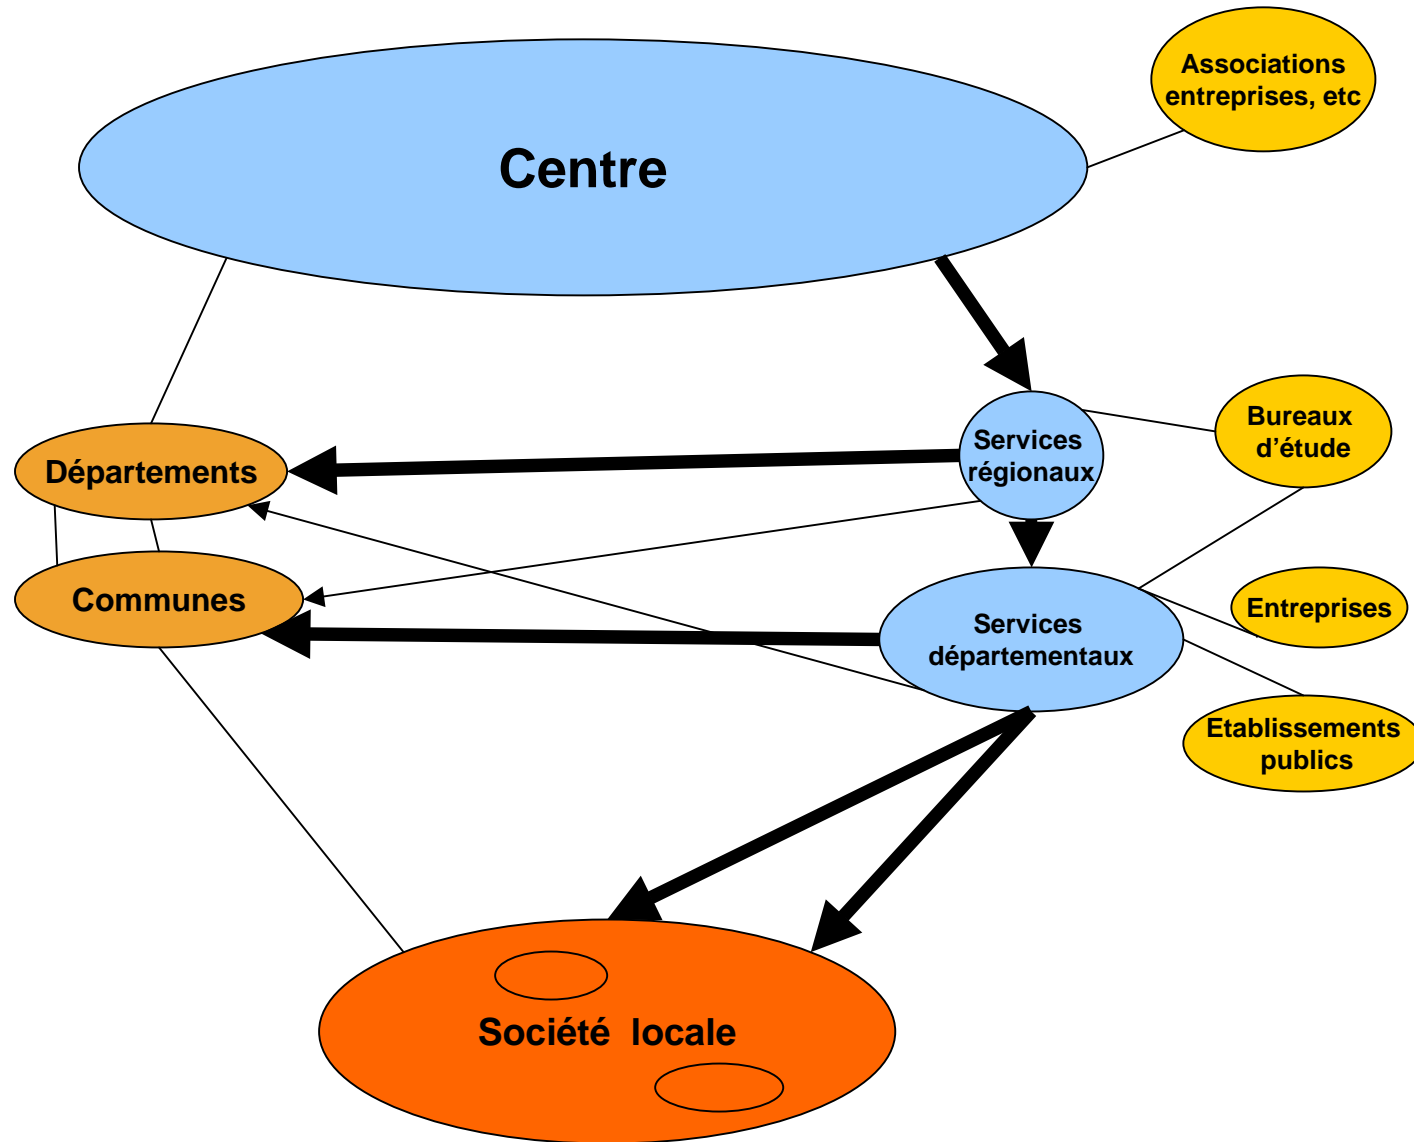 Associations
entreprises, etc
Centre
Bureaux
d’étude
Services
régionaux
Départements
Communes
Entreprises
Services
départementaux
Etablissements
publics
Société locale